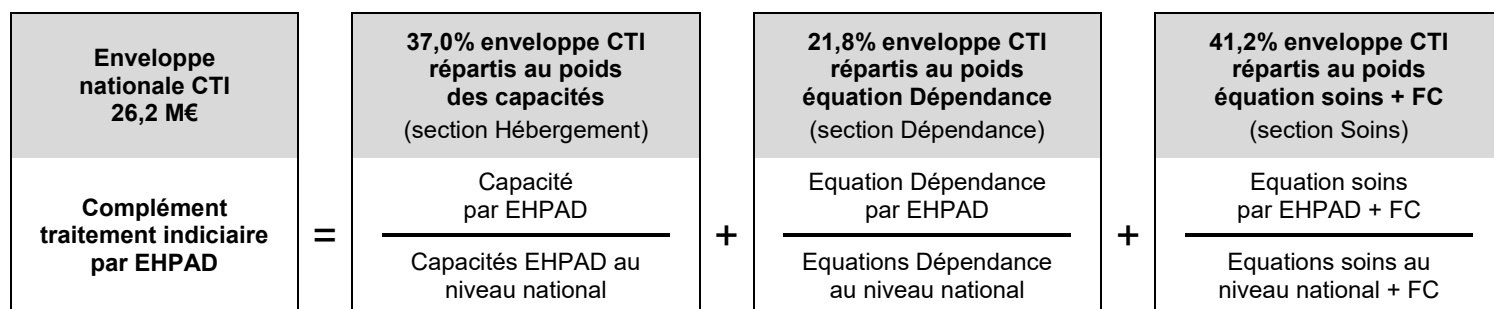 Enveloppe
nationale CTI
26,2 M€
37,0% enveloppe CTI
répartis au poids
des capacités
(section Hébergement)
21,8% enveloppe CTI
répartis au poids
équation Dépendance
(section Dépendance)
41,2% enveloppe CTI
répartis au poids
équation soins + FC
(section Soins)
Complément
traitement indiciaire
par EHPAD
=
Capacité
par EHPAD
Capacités EHPAD au
niveau national
+
Equation Dépendance
par EHPAD
Equations Dépendance
au niveau national
+
Equation soins
par EHPAD + FC
Equations soins au
niveau national + FC